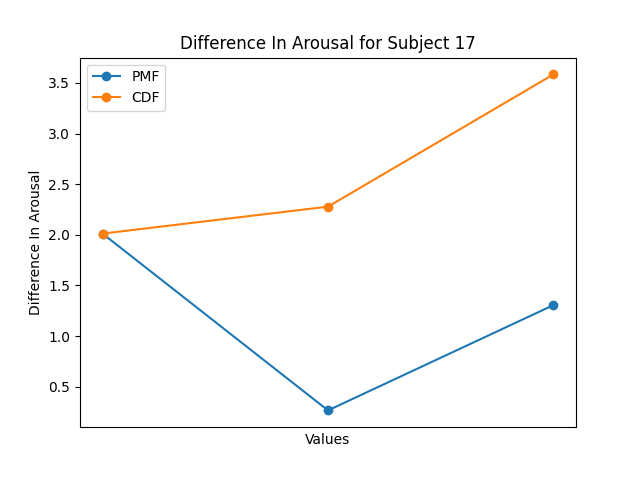 Difference In Arousal for Subject 17
PMF
CDF
3.5
3.0
2.5
2.0
1.5
1.0
0.5
Difference In Arousal
Values